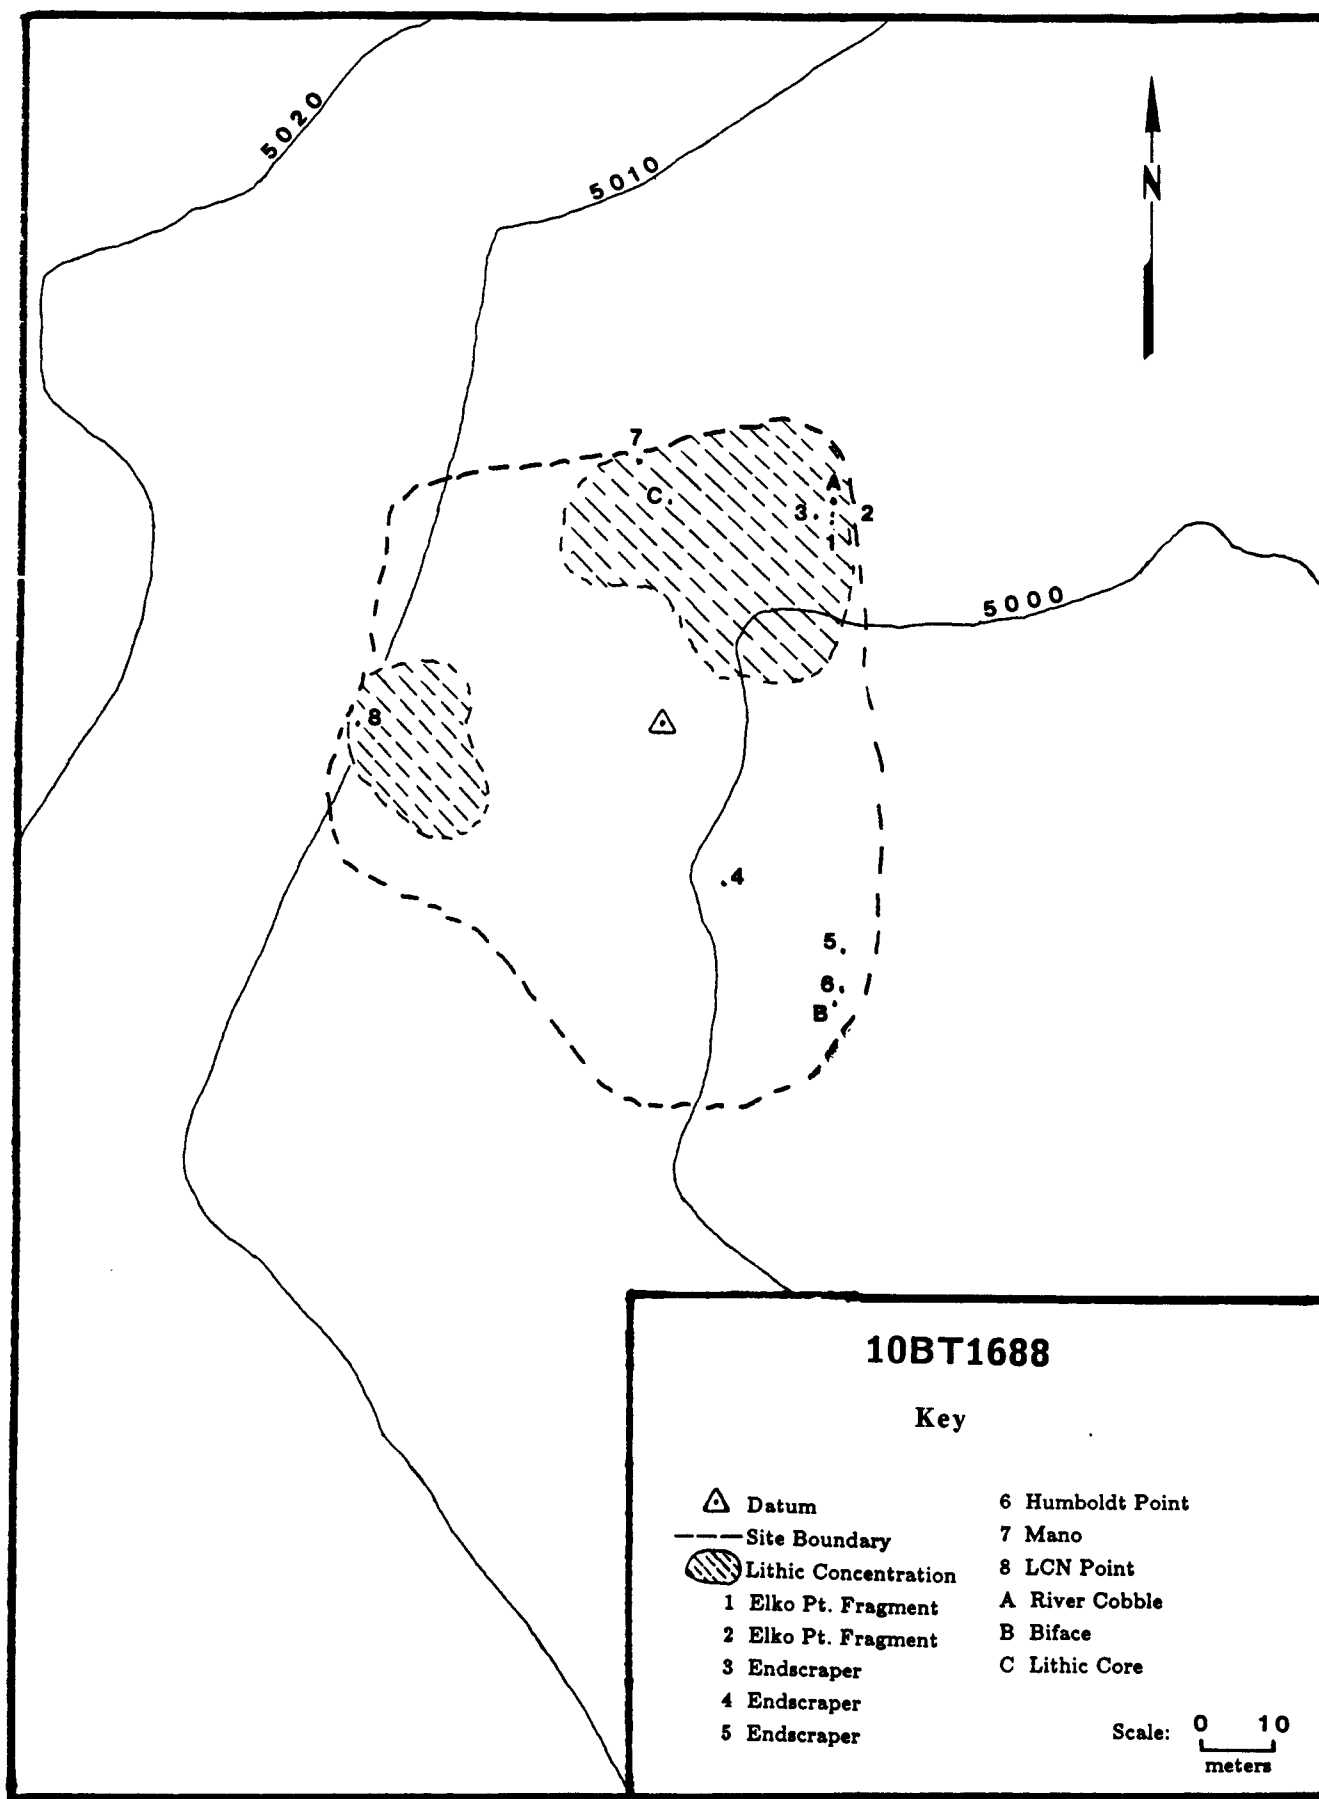 5020
5010
N
7
A
C
3
2
1
5000
8
4
5
6
B
10BT1688
Key
Datum
Site Boundary
Lithic Concentration
1 Elko Pt. Fragment
2 Elko Pt. Fragment
3 Endscraper
4 Endscraper
5 Endscraper
6 Humboldt Point
7 Mano
8 LCN Point
A River Cobble
B Biface
C Lithic Core
Scale: 0 10
meters